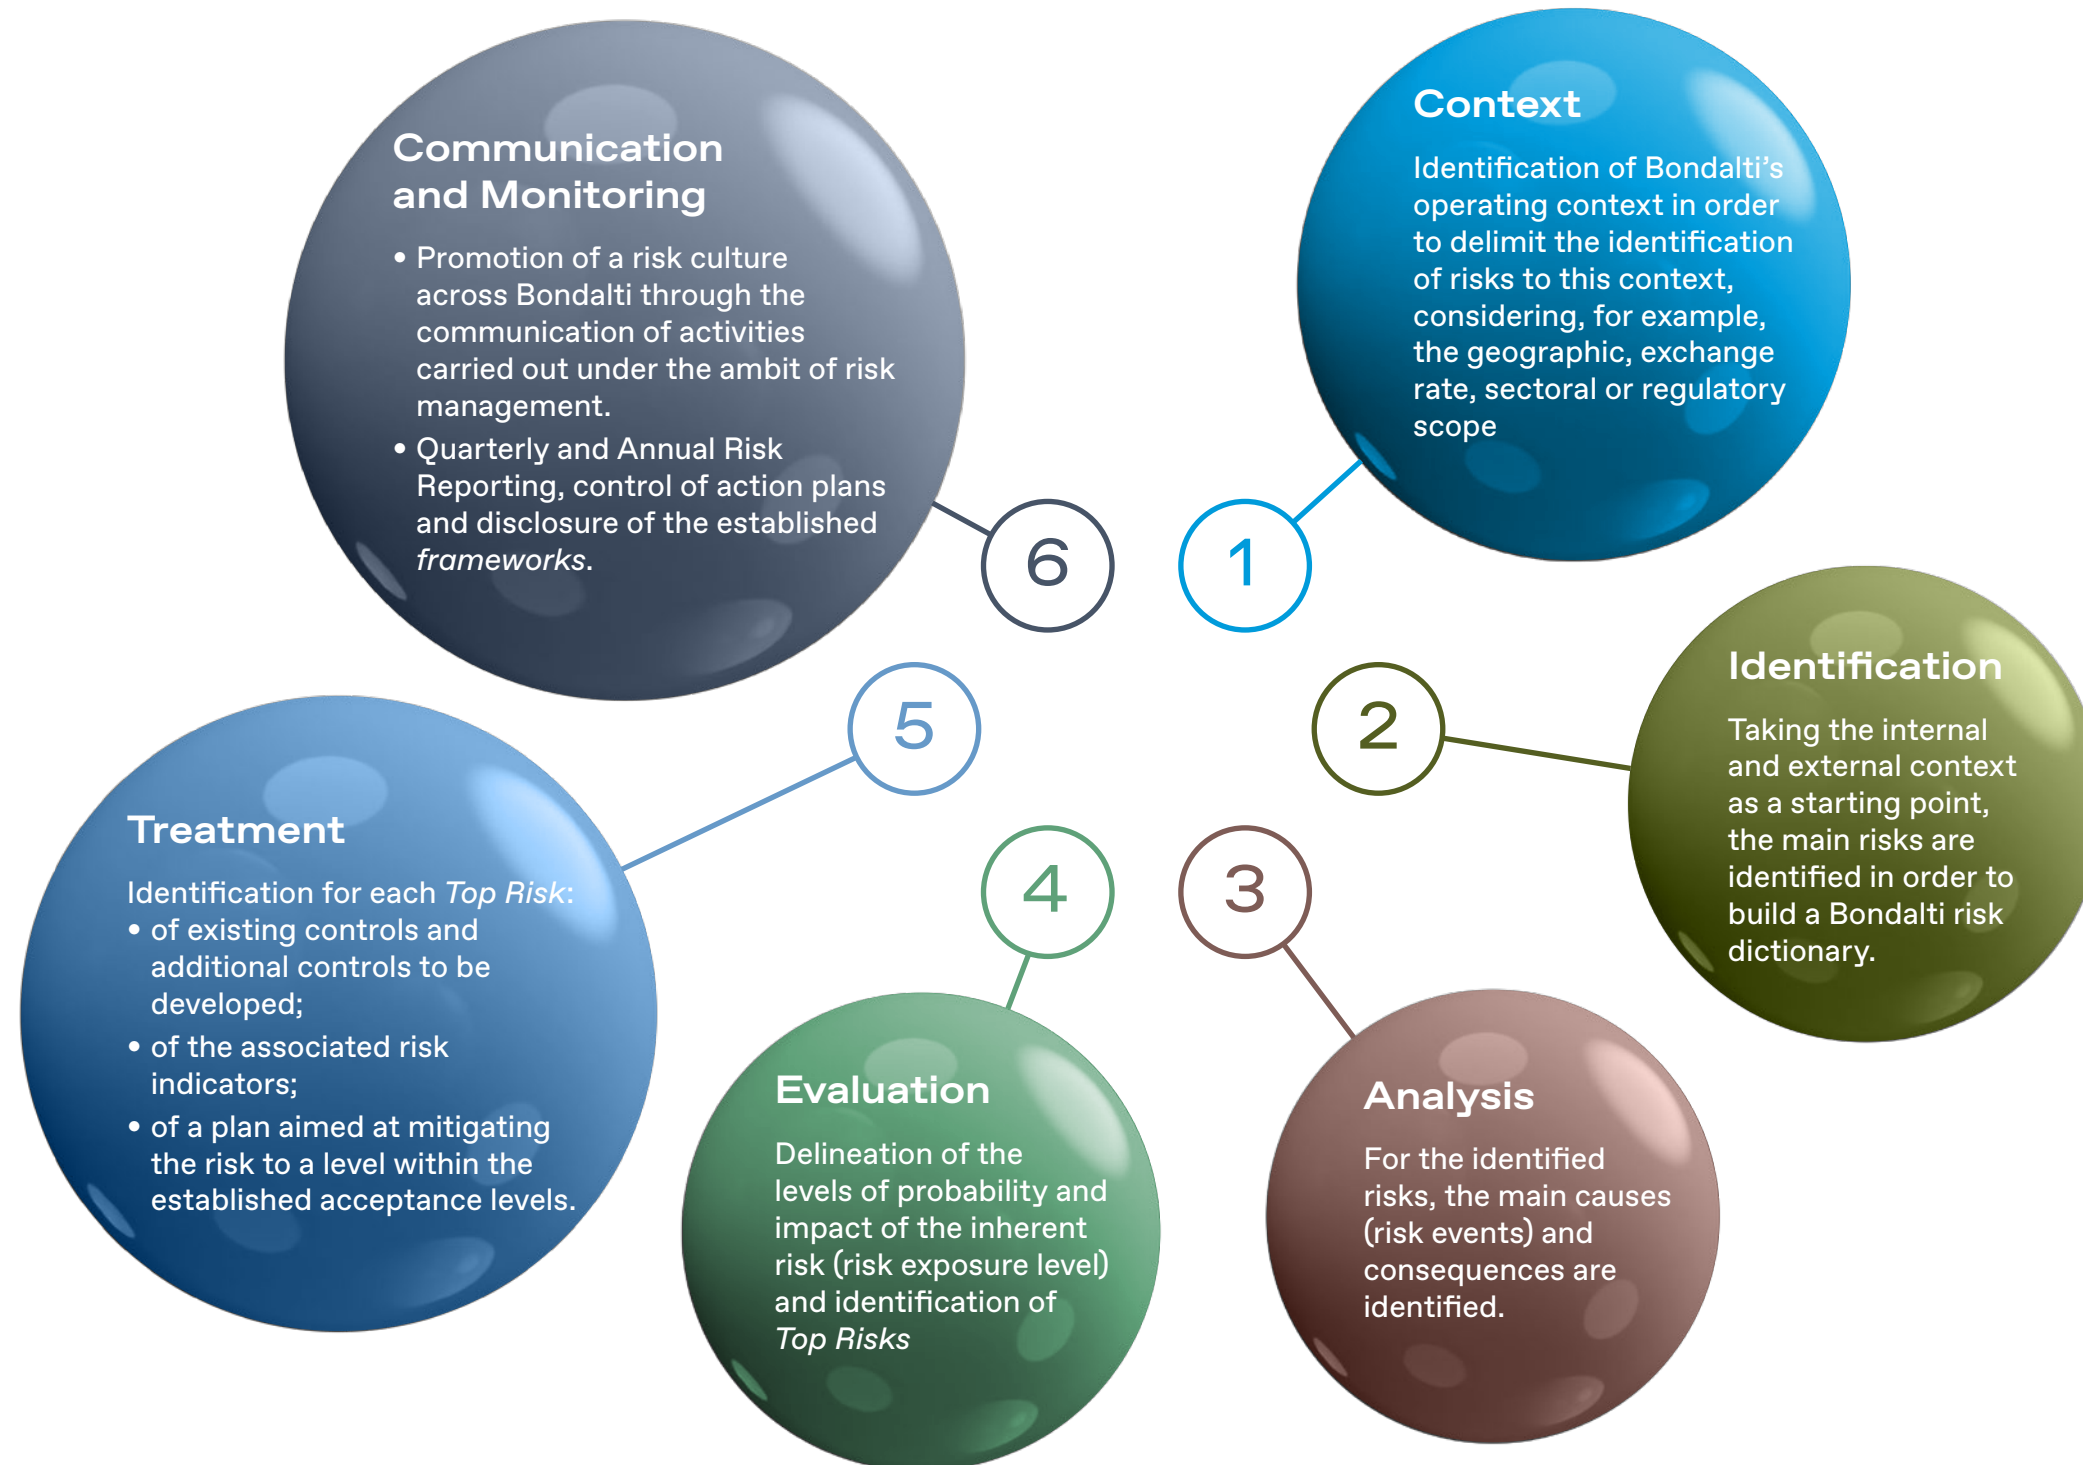 1
Context
Identification of Bondalti’s
operating context in order
to delimit the identification
of risks to this context,
considering, for example,
the geographic, exchange
rate, sectoral or regulatory
scope
2
Identification
Taking the internal
and external context
as a starting point,
the main risks are
identified in order to
build a Bondalti risk
dictionary.
3
Analysis
For the identified
risks, the main causes
(risk events) and
consequences are
identified.
4
Evaluation
Delineation of the
levels of probability and
impact of the inherent
risk (risk exposure level)
and identification of
Top Risks
5
Treatment
Identification for each Top Risk:
• of existing controls and
additional controls to be
developed;
• of the associated risk
indicators;
• of a plan aimed at mitigating
the risk to a level within the
established acceptance levels.
6
Communication
and Monitoring
• Promotion of a risk culture
across Bondalti through the
communication of activities
carried out under the ambit of risk
management.
• Quarterly and Annual Risk
Reporting, control of action plans
and disclosure of the established
frameworks.